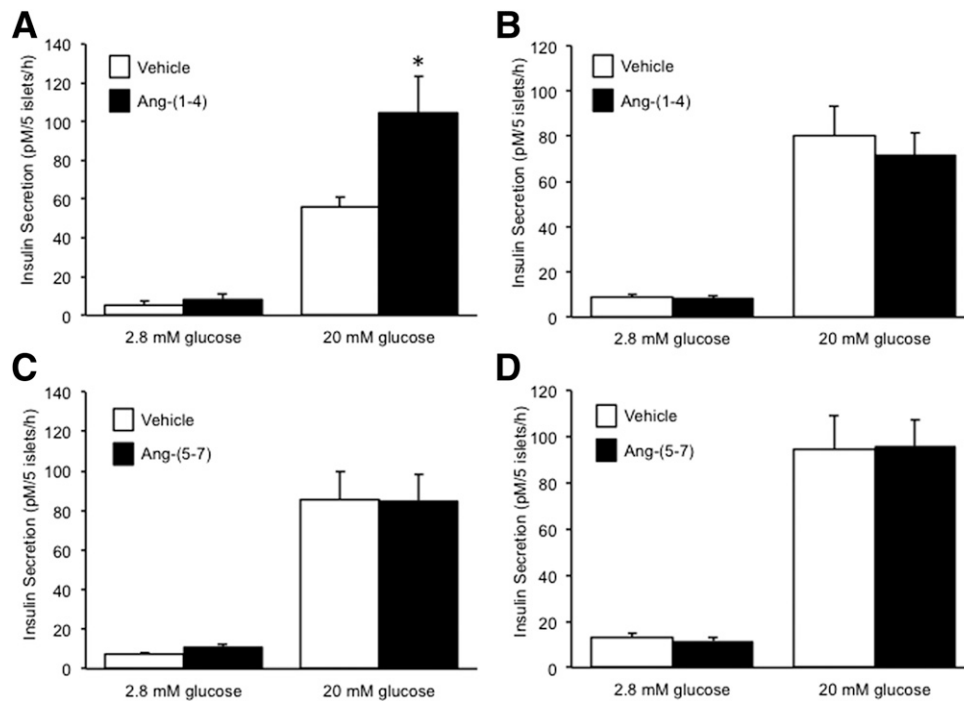 A
Insulin Secretion (pM/5 islets/h)
140
120
100
80
60
40
20
0
Vehicle
Ang-(1-4)
*
2.8 mM glucose
20 mM glucose
B
Insulin Secretion (pM/5 islets/h)
120
100
80
60
40
20
0
Vehicle
Ang-(1-4)
2.8 mM glucose
20 mM glucose
C
Insulin Secretion (pM/5 islets/h)
140
120
100
80
60
40
20
0
Vehicle
Ang-(5-7)
2.8 mM glucose
20 mM glucose
D
Insulin Secretion (pM/5 islets/h)
120
100
80
60
40
20
0
Vehicle
Ang-(5-7)
2.8 mM glucose
20 mM glucose